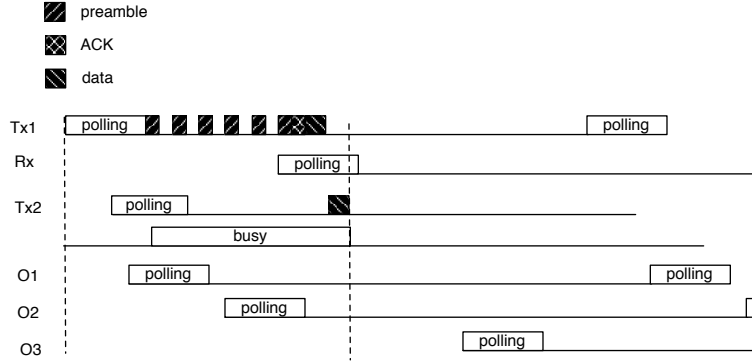 preamble
ACK
data
Tx1 polling polling
Rx polling
Tx2 polling
busy
O1 polling polling
O2 polling
O3 polling